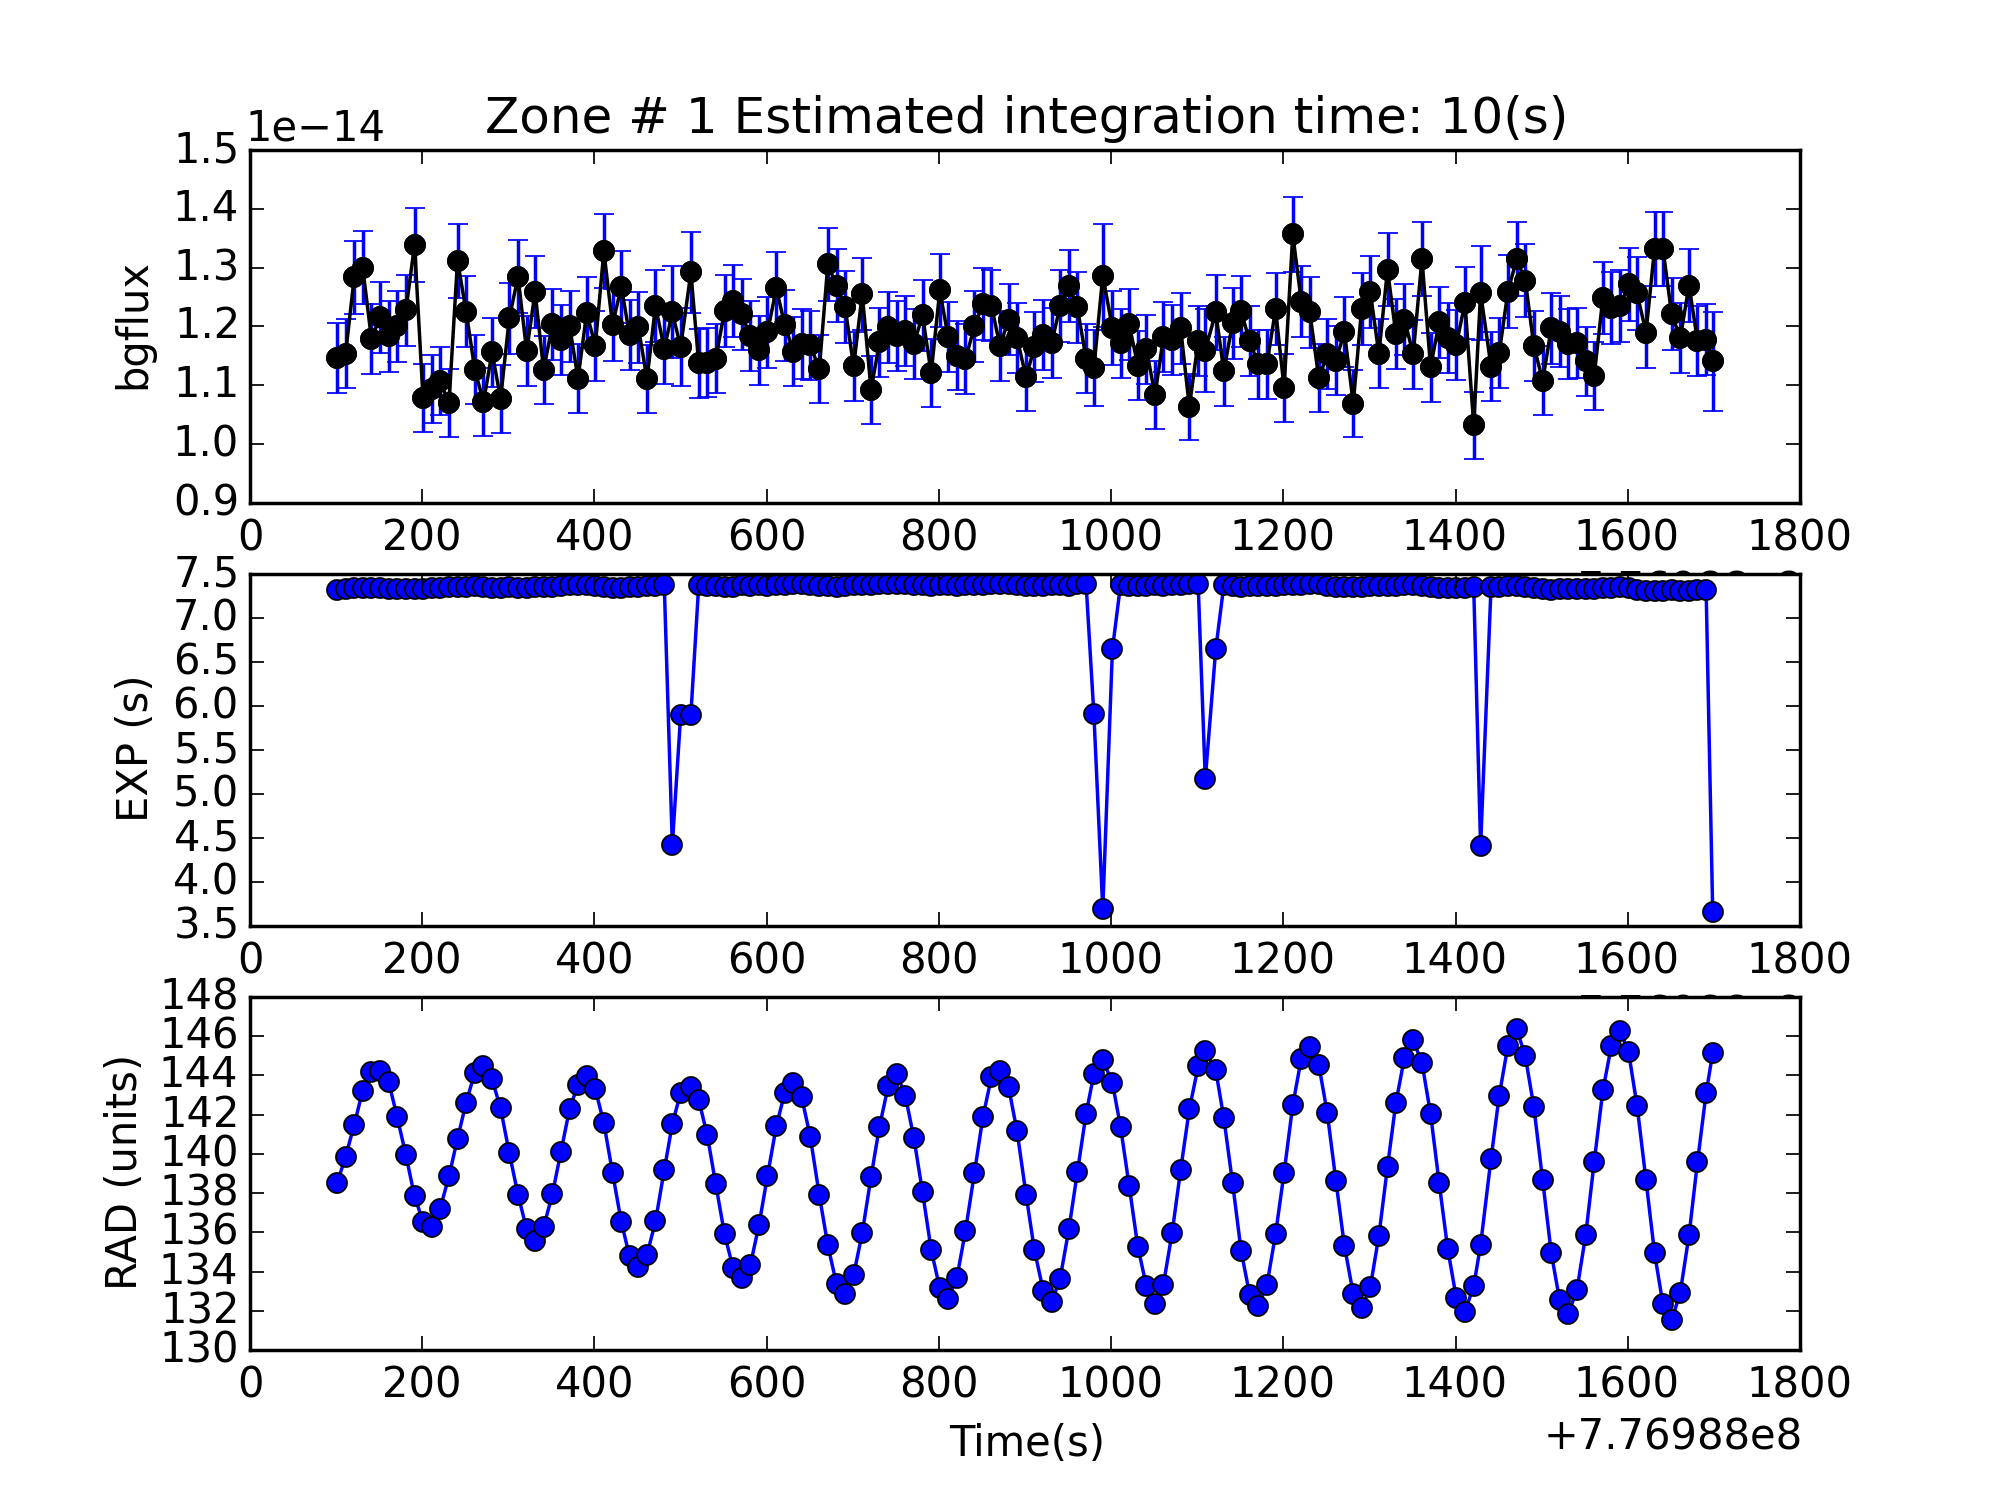 1e−14
Zone # 1 Estimated integration time: 10(s)
1.5
1.4
1.3
1.2
1.1
1.0
0.9
bgflux
0 200 400 600 800 1000 1200 1400 1600 1800
7.5
7.0
6.5
6.0
5.5
5.0
4.5
4.0
3.5
EXP (s)
0 200 400 600 800 1000 1200 1400 1600 1800
148
146
144
142
140
138
136
134
132
130
RAD (units)
0 200 400 600 800 1000 1200 1400 1600 1800
Time(s)
+7.76988e8